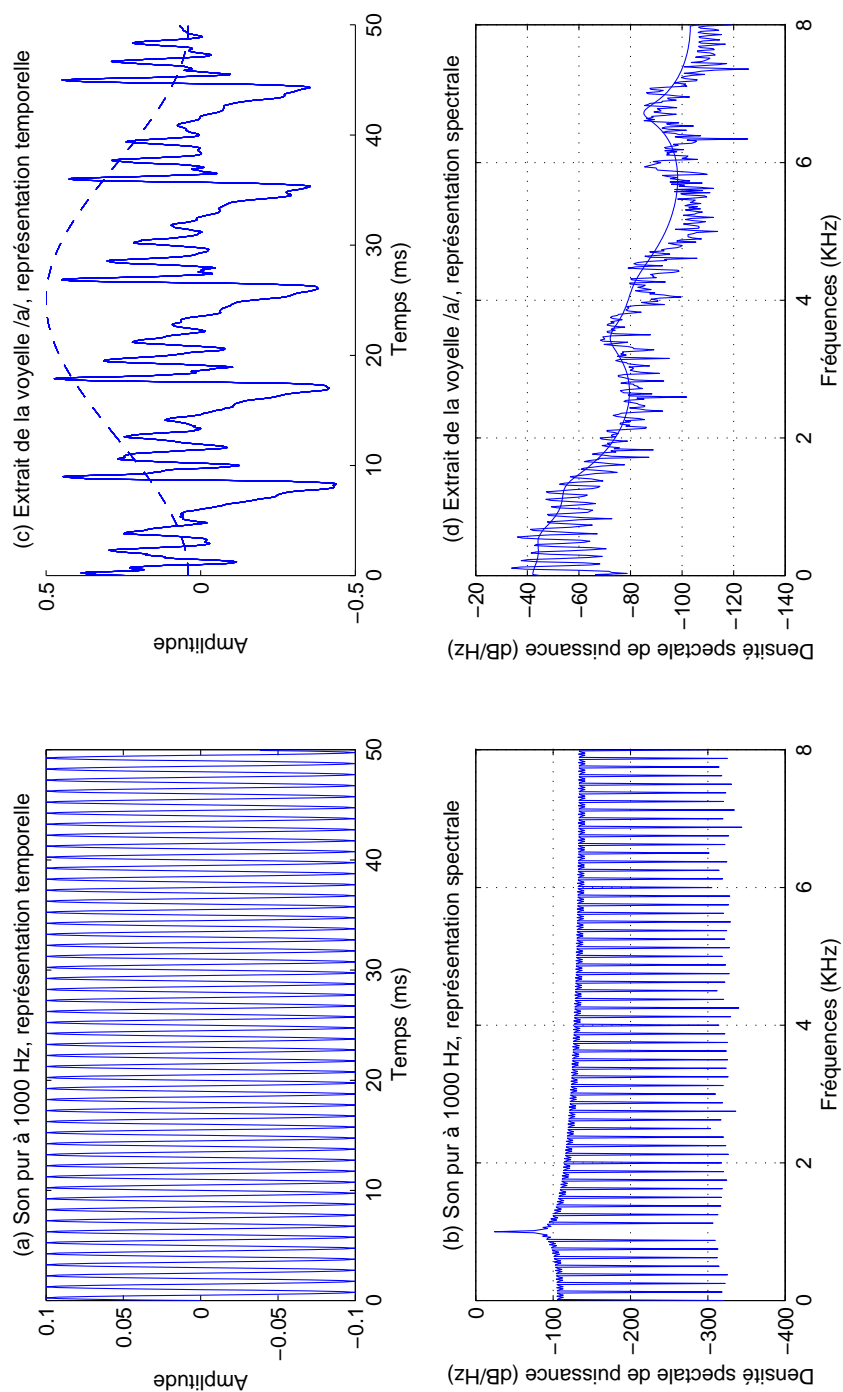 (a) Son pur à 1000 Hz, représentation temporelle
Amplitude
0.1
0.05
0
−0.05
−0.1
0 10 20 30 40 50
Temps (ms)
(c) Extrait de la voyelle /a/, représentation temporelle
Amplitude
0.5
0
−0.5
0 10 20 30 40 50
Temps (ms)
(b) Son pur à 1000 Hz, représentation spectrale
Densité spectale de puissance (dB/Hz)
0
−100
−200
−300
−400
0 2 4 6 8
Fréquences (KHz)
(d) Extrait de la voyelle /a/, représentation spectrale
Densité spectale de puissance (dB/Hz)
−20
−40
−60
−80
−100
−120
−140
0 2 4 6 8
Fréquences (KHz)